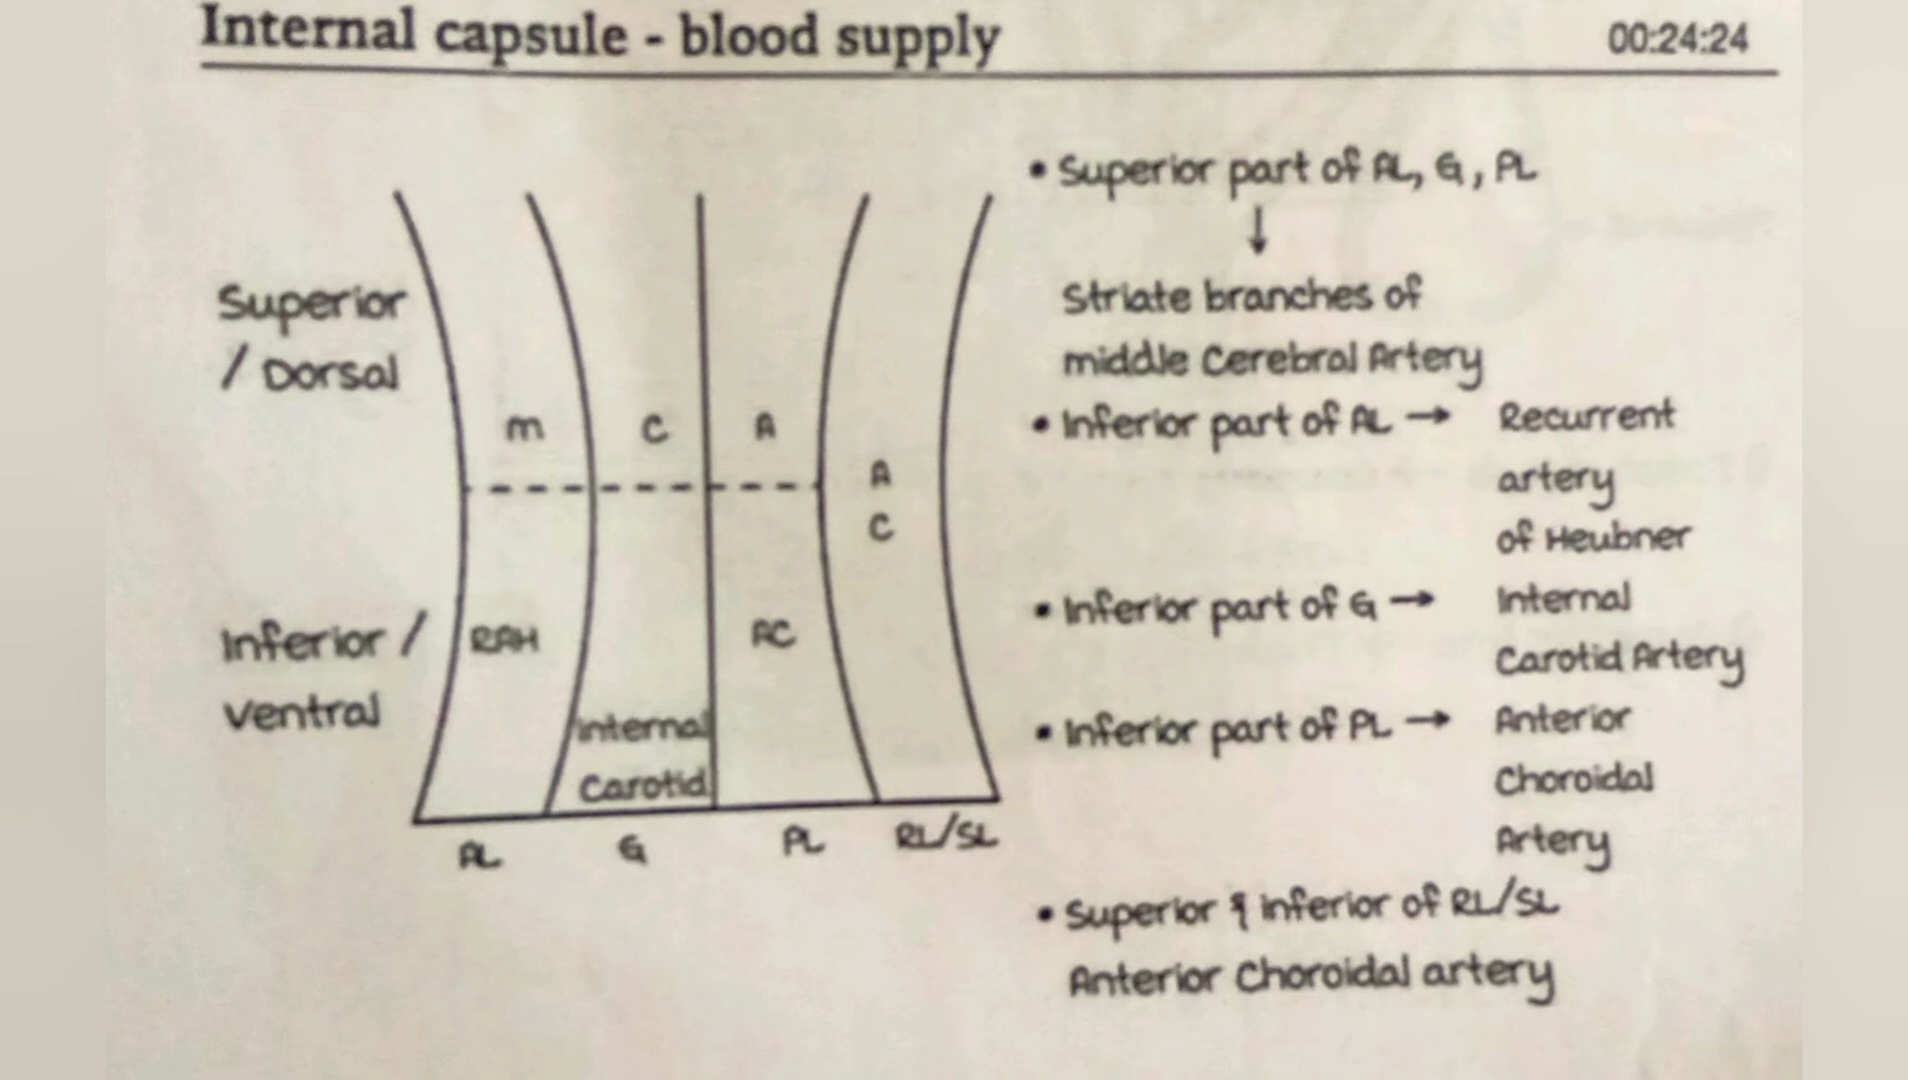 Internal capsule - blood supply
00:24:24
Superior
/ Dorsal
Inferior /
ventral
m
C
A
A
C
RAH
AC
Internal
Carotid
AL
G
PL
RL/SL
• Superior part of AL, G, PL
↓
Striate branches of
middle Cerebral Artery
• Inferior part of AL → Recurrent
artery
of Heubner
• Inferior part of G → Internal
Carotid Artery
• Inferior part of PL → Anterior
Choroidal
Artery
• Superior & inferior of RL/SL
Anterior Choroidal artery